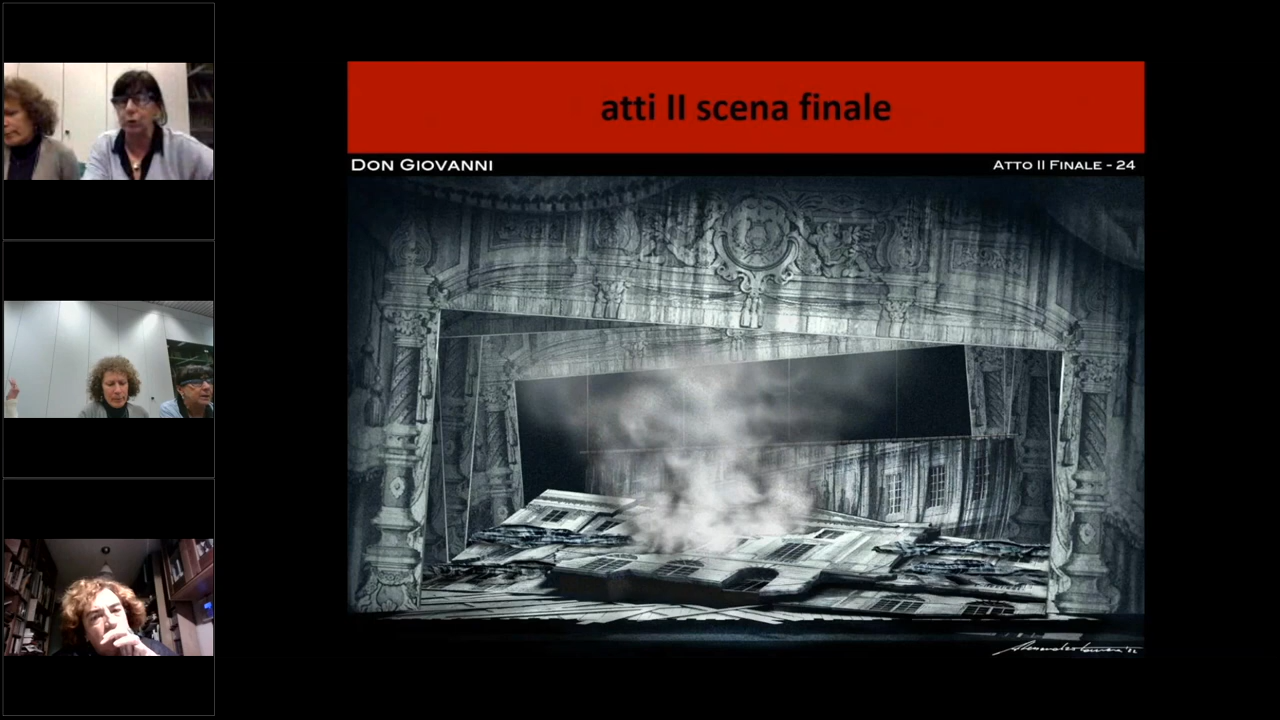 atti II scena finale
DON GIOVANNI
ATTO II FINALE - 24